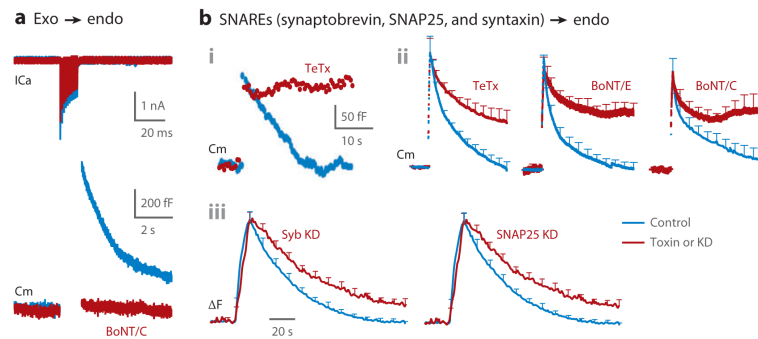 a Exo → endo
ICa
1 nA
20 ms
200 fF
2 s
Cm
BoNT/C
b SNAREs (synaptobrevin, SNAP25, and syntaxin) → endo
i
TeTx
50 fF
10 s
Cm
ii
TeTx
BoNT/E
BoNT/C
Cm
iii
Syb KD
SNAP25 KD
ΔF
20 s
Control
Toxin or KD